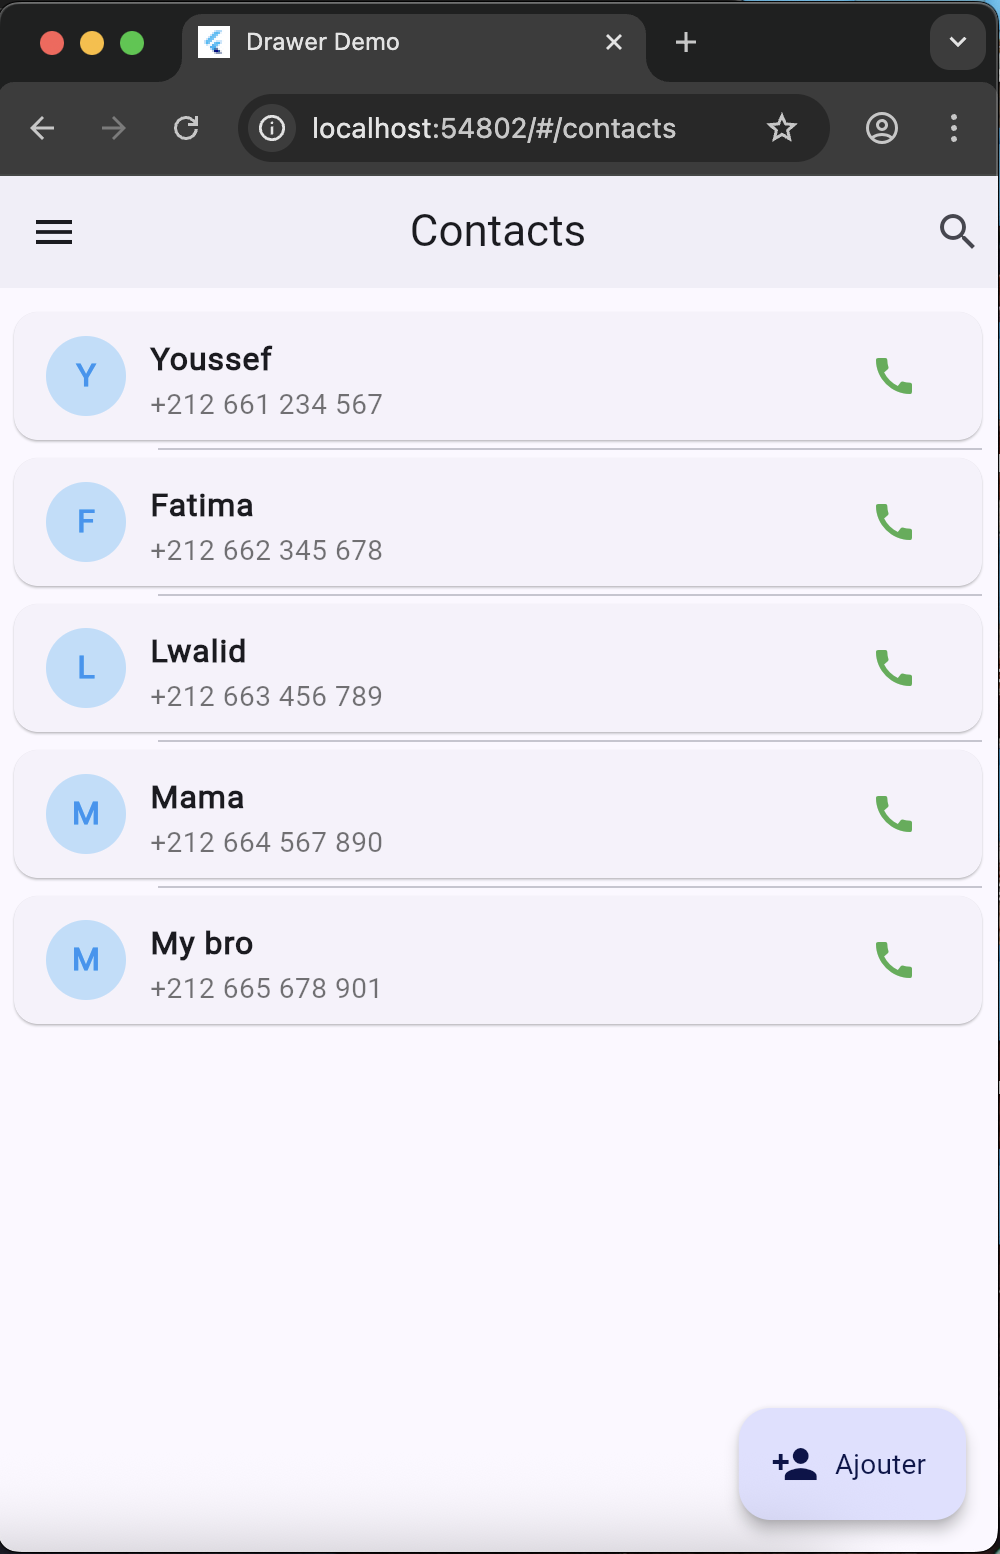 Drawer Demo
localhost:54802/#/contacts
Contacts
Y
Youssef
+212 661 234 567
F
Fatima
+212 662 345 678
L
Lwalid
+212 663 456 789
M
Mama
+212 664 567 890
M
My bro
+212 665 678 901
Ajouter